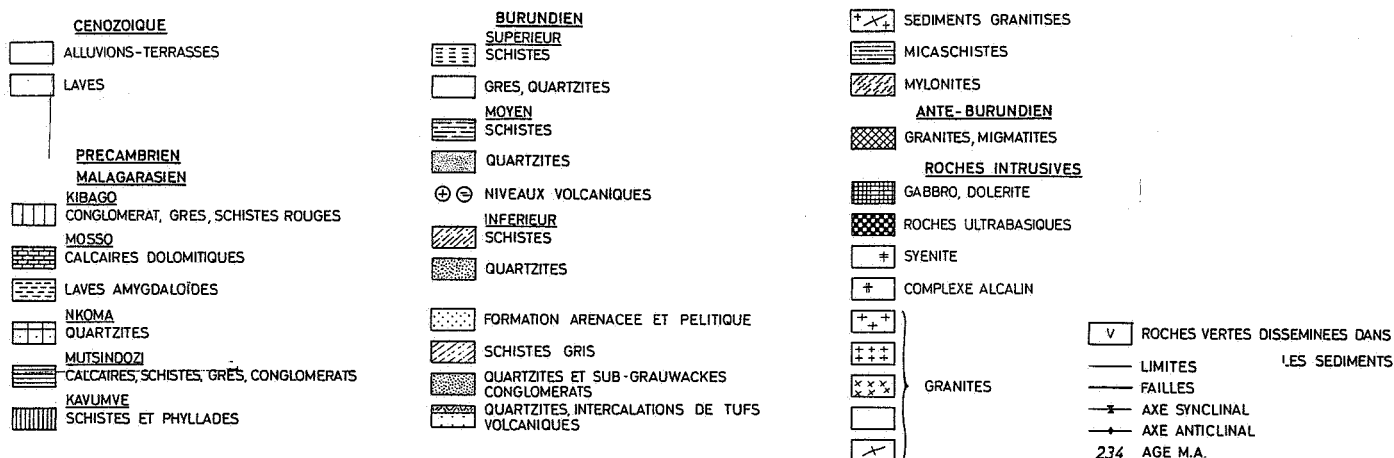 CENOZOIQUE
ALLUVIONS-TERRASSES
LAVES
PRECAMBRIEN
MALAGARASIEN
KIBAGO
CONGLOMERAT, GRES, SCHISTES ROUGES
MOSSO
CALCAIRES DOLOMITIQUES
LAVES AMYGDALOÏDES
NKOMA
QUARTZITES
MUTSINDOZI
CALCAIRES, SCHISTES, GRES, CONGLOMERATS
KAVUMVE
SCHISTES ET PHYLLADES
BURUNDIEN
SUPERIEUR
SCHISTES
GRES, QUARTZITES
MOYEN
SCHISTES
QUARTZITES
NIVEAUX VOLCANIQUES
INFERIEUR
SCHISTES
QUARTZITES
FORMATION ARENACEE ET PELITIQUE
SCHISTES GRIS
QUARTZITES ET SUB-GRAUWACKES
CONGLOMERATS
QUARTZITES, INTERCALATIONS DE TUFS
VOLCANIQUES
SEDIMENTS GRANITISES
MICASCHISTES
MYLONITES
ANTE-BURUNDIEN
GRANITES, MIGMATITES
ROCHES INTRUSIVES
GABBRO, DOLERITE
ROCHES ULTRABASIQUES
SYENITE
COMPLEXE ALCALIN
GRANITES
V ROCHES VERTES DISSEMINEES DANS
LES SEDIMENTS
LIMITES
FAILLES
AXE SYNCLINAL
AXE ANTICLINAL
234 AGE M.A.